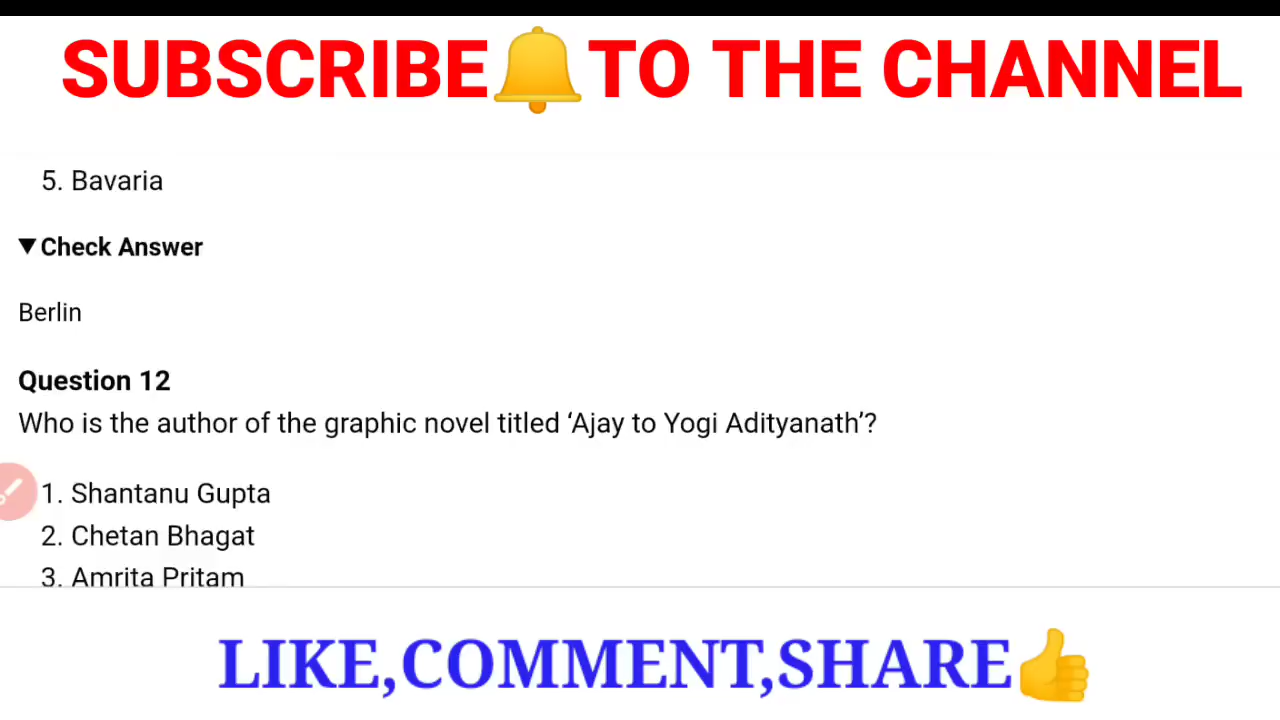 SUBSCRIBE🔔TO THE CHANNEL
5. Bavaria
▼Check Answer
Berlin
Question 12
Who is the author of the graphic novel titled ‘Ajay to Yogi Adityanath’?
1. Shantanu Gupta
2. Chetan Bhagat
3. Amrita Pritam
LIKE,COMMENT,SHARE👍